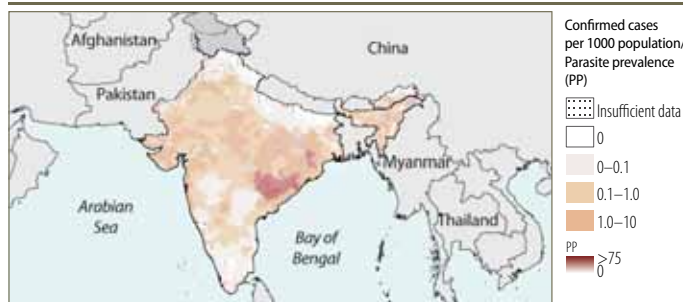 Afghanistan
China
Pakistan
Myanmar
Arabian
Sea
Thailand
Bay of
Bengal
Confirmed cases
per 1000 population/
Parasite prevalence
(PP)
Insufficient data
0
0–0.1
0.1–1.0
1.0–10
PP
>75
0